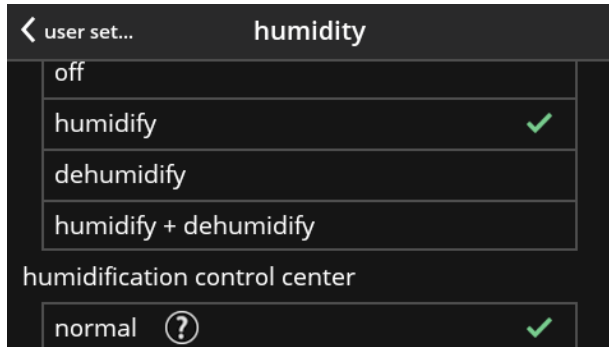 user set... humidity
off
humidify
dehumidify
humidify + dehumidify
humidification control center
normal ?